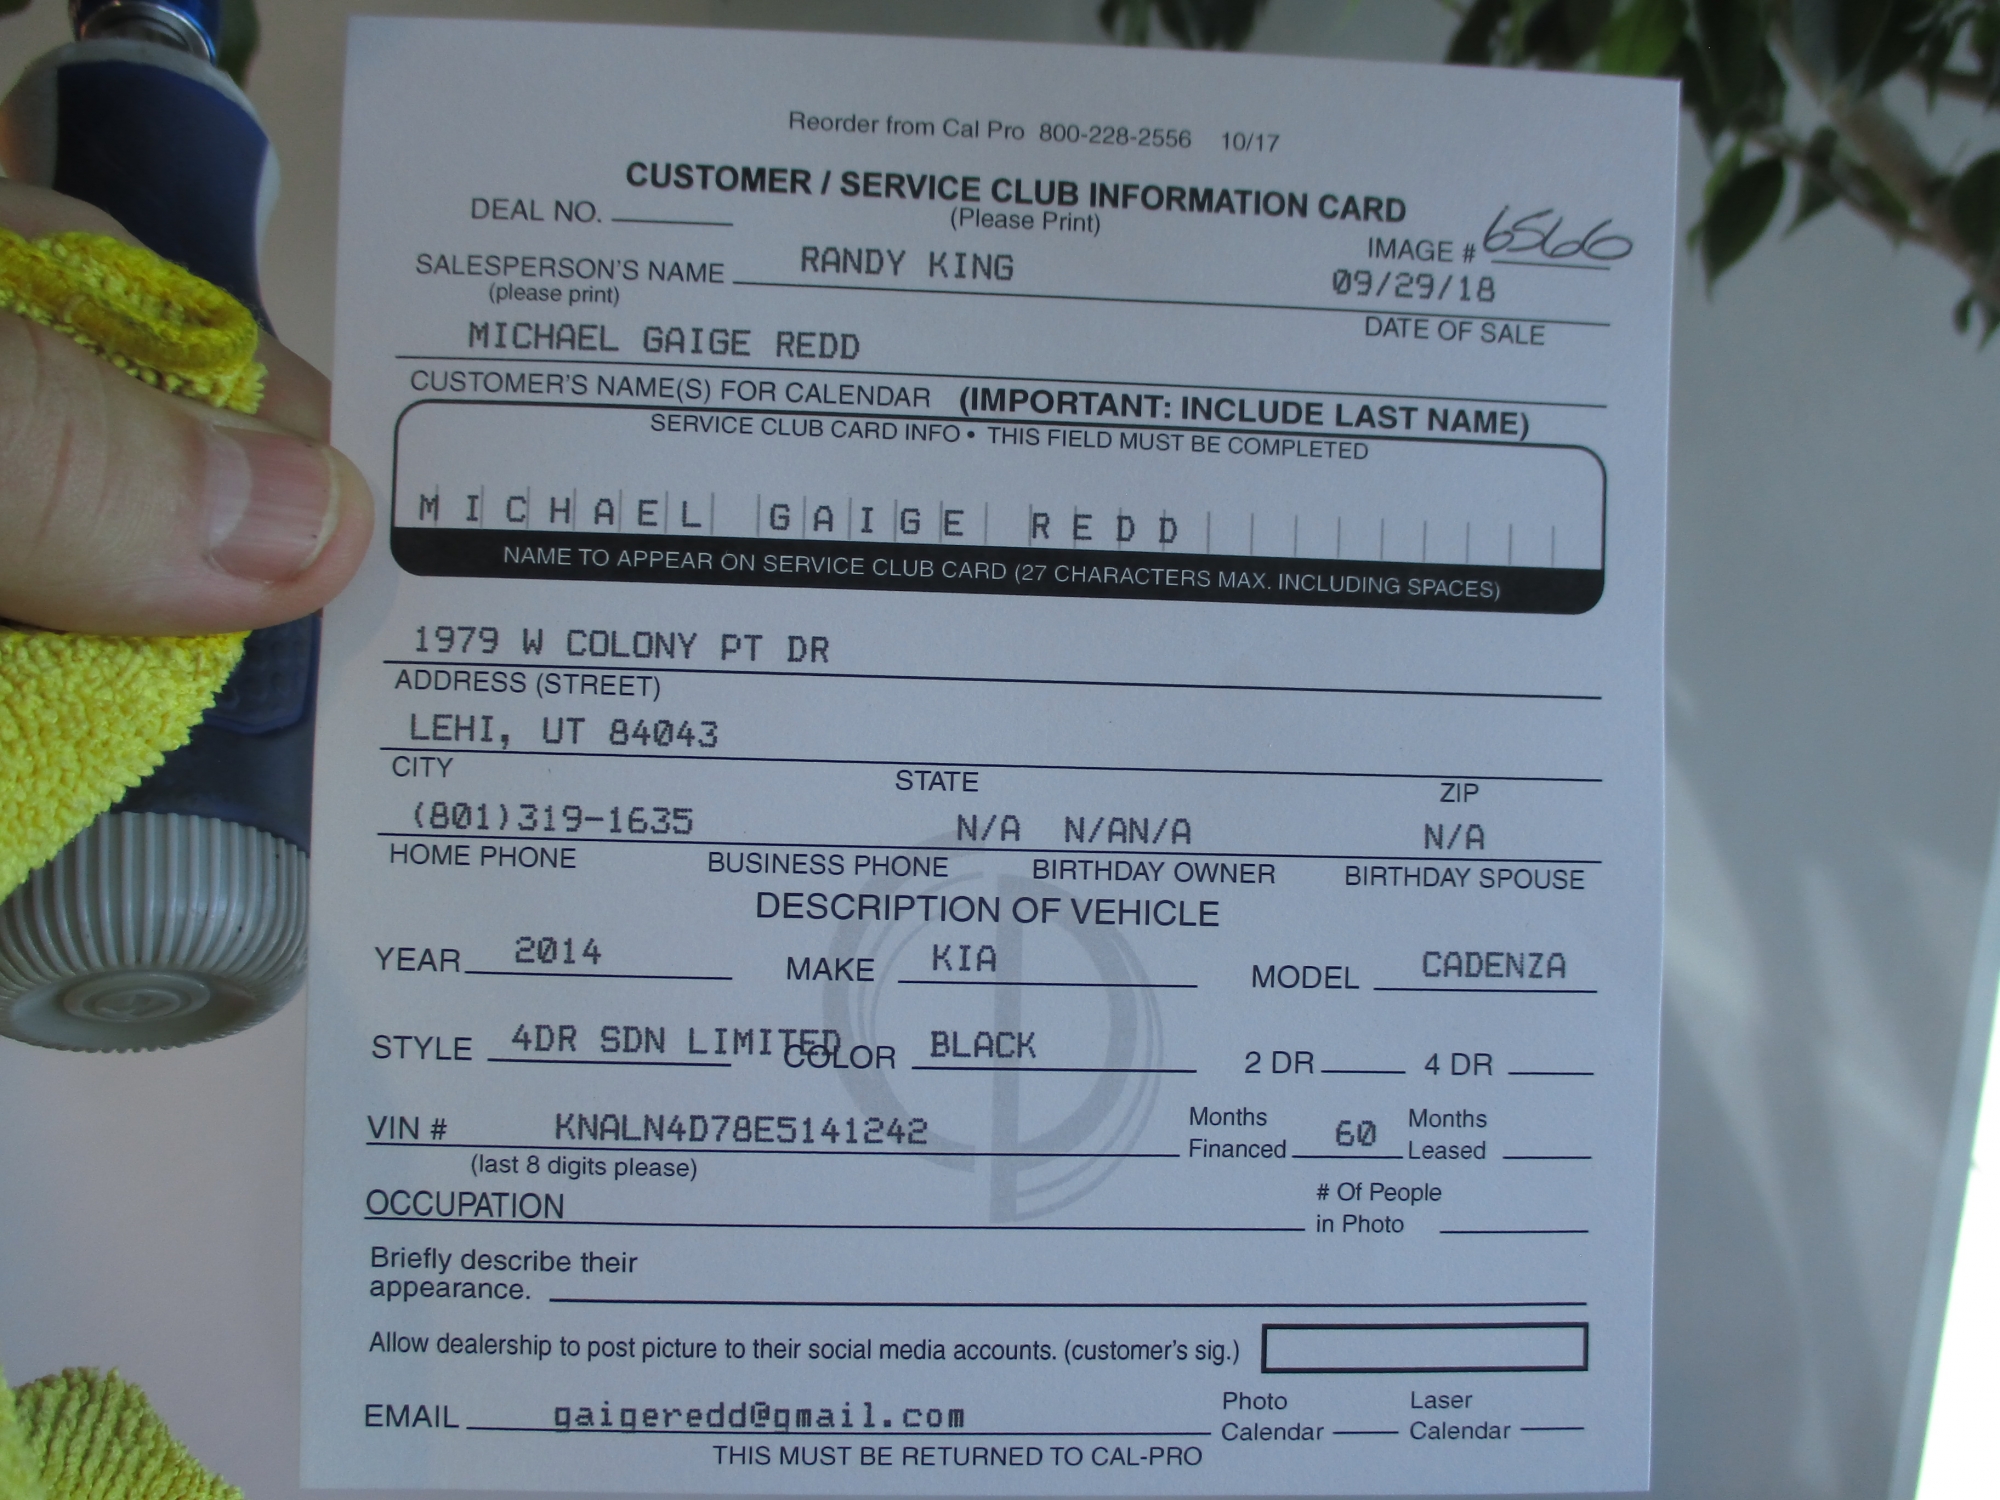 Reorder from Cal Pro 800-228-2556 10/17
CUSTOMER / SERVICE CLUB INFORMATION CARD
DEAL NO. (Please Print)
IMAGE # 6566
SALESPERSON'S NAME RANDY KING 09/29/18
(please print) DATE OF SALE
MICHAEL GAIGE REDD
CUSTOMER'S NAME(S) FOR CALENDAR (IMPORTANT: INCLUDE LAST NAME)
SERVICE CLUB CARD INFO • THIS FIELD MUST BE COMPLETED
MICHAEL GAIGE REDD
NAME TO APPEAR ON SERVICE CLUB CARD (27 CHARACTERS MAX. INCLUDING SPACES)
1979 W COLONY PT DR
ADDRESS (STREET)
LEHI, UT 84043
CITY STATE ZIP
(801)319-1635 N/A N/AN/A N/A
HOME PHONE BUSINESS PHONE BIRTHDAY OWNER BIRTHDAY SPOUSE
DESCRIPTION OF VEHICLE
YEAR 2014 MAKE KIA MODEL CADENZA
STYLE 4DR SDN LIMITED COLOR BLACK 2 DR 4 DR
VIN # KNALN4D78E5141242 Months Financed 60 Months Leased
(last 8 digits please)
OCCUPATION # Of People in Photo
Briefly describe their
appearance.
Allow dealership to post picture to their social media accounts. (customer's sig.)
EMAIL gaigeredd@gmail.com Photo Calendar Laser Calendar
THIS MUST BE RETURNED TO CAL-PRO